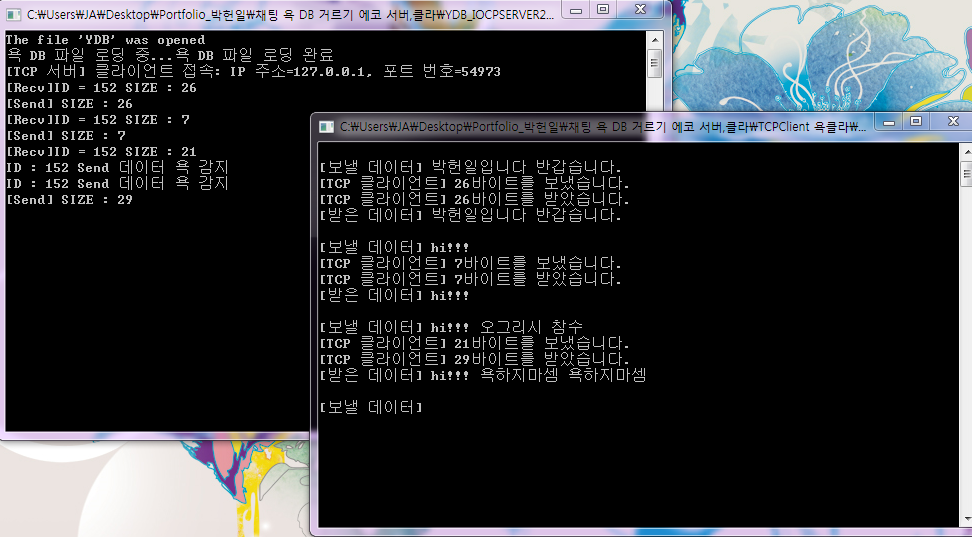 C:₩Users₩JA₩Desktop₩Portfolio_박헌일₩채팅 욕 DB 거르기 에코 서버,클라₩YDB_IOCPSERVER2...
The file 'YDB' was opened
욕 DB 파일 로딩 중...욕 DB 파일 로딩 완료
[TCP 서버] 클라이언트 접속: IP 주소=127.0.0.1, 포트 번호=54973
[Recv]ID = 152 SIZE : 26
[Send] SIZE : 26
[Recv]ID = 152 SIZE : 7
[Send] SIZE : 7
[Recv]ID = 152 SIZE : 21
ID : 152 Send 데이터 욕 감지
ID : 152 Send 데이터 욕 감지
[Send] SIZE : 29
C:₩Users₩JA₩Desktop₩Portfolio_박헌일₩채팅 욕 DB 거르기 에코 서버,클라₩TCPClient 욕클라₩...
[보낼 데이터] 박헌일입니다 반갑습니다.
[TCP 클라이언트] 26바이트를 보냈습니다.
[TCP 클라이언트] 26바이트를 받았습니다.
[받은 데이터] 박헌일입니다 반갑습니다.
[보낼 데이터] hi!!!
[TCP 클라이언트] 7바이트를 보냈습니다.
[TCP 클라이언트] 7바이트를 받았습니다.
[받은 데이터] hi!!!
[보낼 데이터] hi!!! 오그리시 참수
[TCP 클라이언트] 21바이트를 보냈습니다.
[TCP 클라이언트] 29바이트를 받았습니다.
[받은 데이터] hi!!! 욕하지마셈 욕하지마셈
[보낼 데이터]